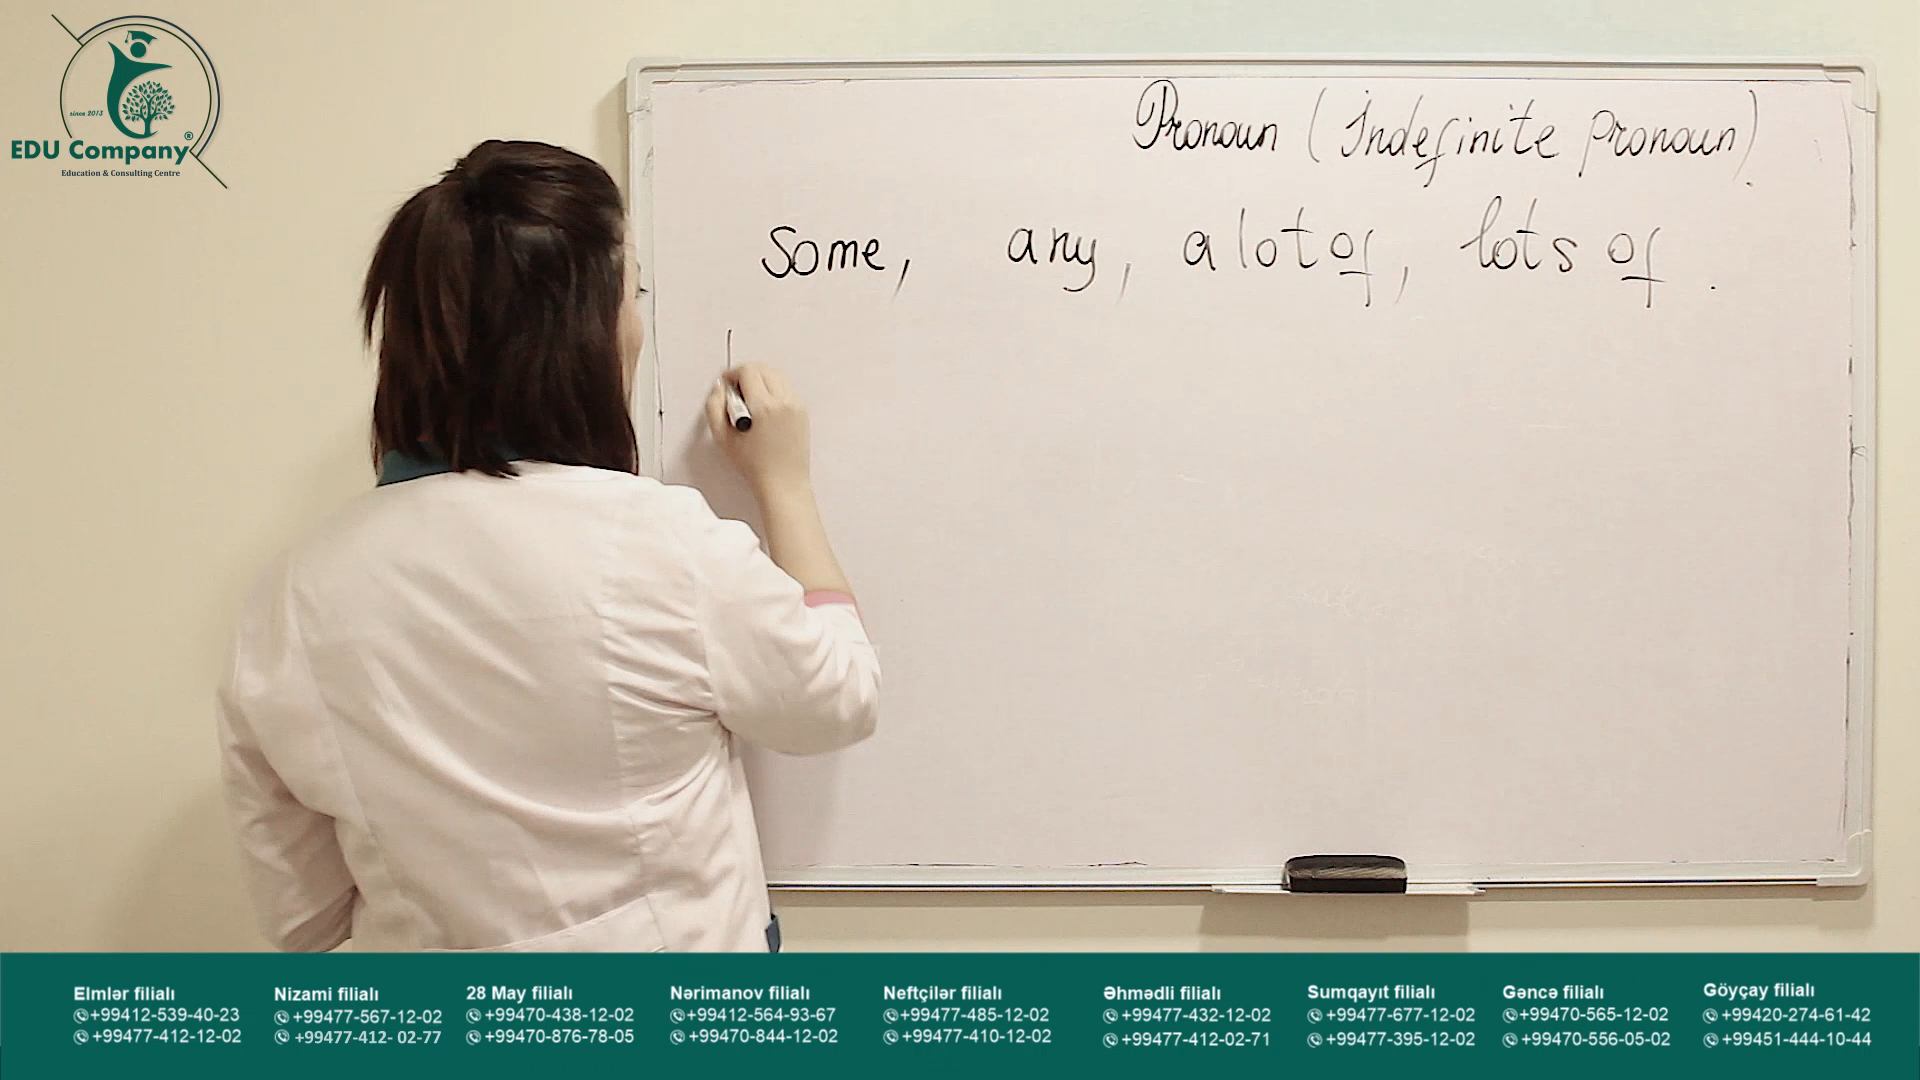 since 2013
EDU Company®
Education & Consulting Centre
Pronoun (Indefinite pronoun).
some, any, a lot of, lots of.
Elmlər filialı
+99412-539-40-23
+99477-412-12-02
Nizami filialı
+99477-567-12-02
+99477-412- 02-77
28 May filialı
+99470-438-12-02
+99470-876-78-05
Nərimanov filialı
+99412-564-93-67
+99470-844-12-02
Neftçilər filialı
+99477-485-12-02
+99477-410-12-02
Əhmədli filialı
+99477-432-12-02
+99477-412-02-71
Sumqayıt filialı
+99477-677-12-02
+99477-395-12-02
Gəncə filialı
+99470-565-12-02
+99470-556-05-02
Göyçay filialı
+99420-274-61-42
+99451-444-10-44